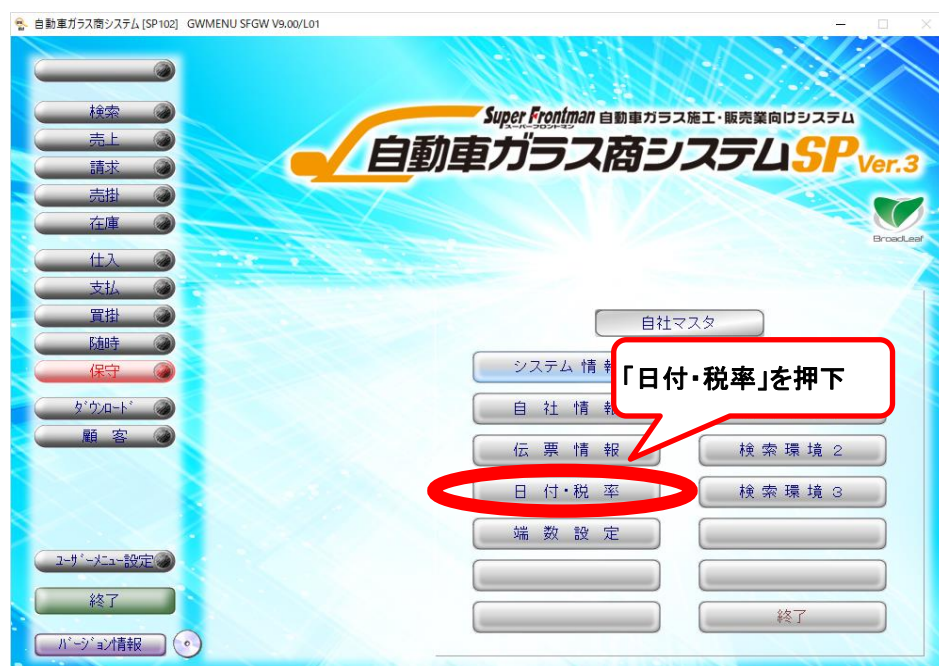 自動車ガラス商システム [SP102] GWMENU SFGW V9.00/L01
検索
売上
請求
売掛
在庫
仕入
支払
買掛
随時
保守
ﾀﾞｳﾝﾛｰﾄﾞ
顧 客
ﾕｰｻﾞｰﾒﾆｭｰ設定
終了
ﾊﾞｰｼﾞｮﾝ情報
Super Frontman 自動車ガラス施工・販売業向けシステム
スーパーフロントマン
自動車ガラス商システムSP Ver.3
BroadLeaf
自社マスタ
システム情
「日付・税率」を押下
自 社 情
伝 票 情 報
検 索 環 境 2
日 付・税 率
検 索 環 境 3
端 数 設 定
終了